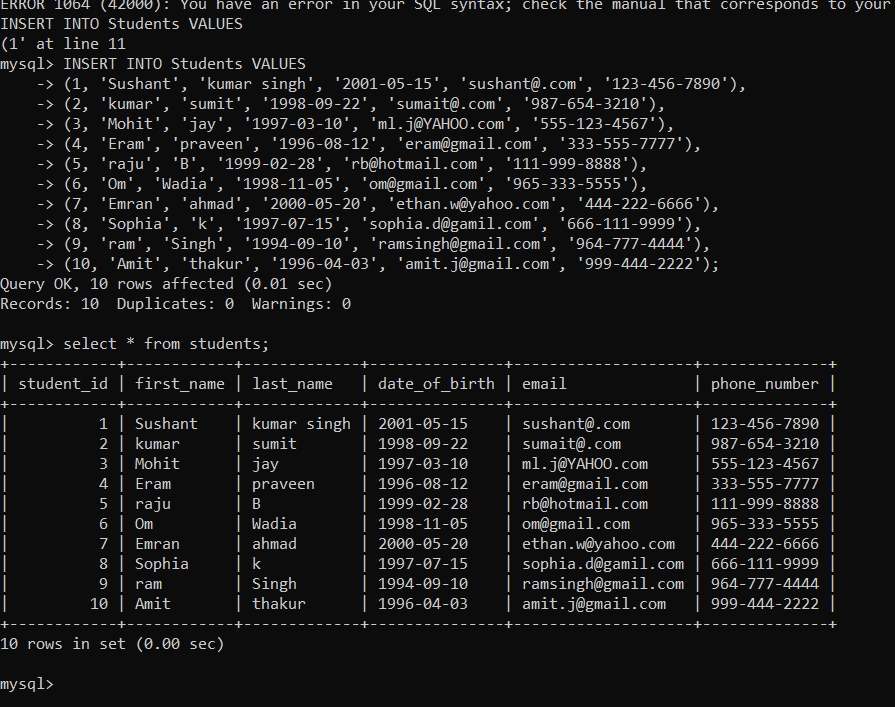 ERROR 1064 (42000): You have an error in your SQL syntax; check the manual that corresponds to your
INSERT INTO Students VALUES
(1' at line 11
mysql> INSERT INTO Students VALUES
    -> (1, 'Sushant', 'kumar singh', '2001-05-15', 'sushant@.com', '123-456-7890'),
    -> (2, 'kumar', 'sumit', '1998-09-22', 'sumait@.com', '987-654-3210'),
    -> (3, 'Mohit', 'jay', '1997-03-10', 'ml.j@YAHOO.com', '555-123-4567'),
    -> (4, 'Eram', 'praveen', '1996-08-12', 'eram@gmail.com', '333-555-7777'),
    -> (5, 'raju', 'B', '1999-02-28', 'rb@hotmail.com', '111-999-8888'),
    -> (6, 'Om', 'Wadia', '1998-11-05', 'om@gmail.com', '965-333-5555'),
    -> (7, 'Emran', 'ahmad', '2000-05-20', 'ethan.w@yahoo.com', '444-222-6666'),
    -> (8, 'Sophia', 'k', '1997-07-15', 'sophia.d@gamil.com', '666-111-9999'),
    -> (9, 'ram', 'Singh', '1994-09-10', 'ramsingh@gmail.com', '964-777-4444'),
    -> (10, 'Amit', 'thakur', '1996-04-03', 'amit.j@gmail.com', '999-444-2222');
Query OK, 10 rows affected (0.01 sec)
Records: 10  Duplicates: 0  Warnings: 0
mysql> select * from students;
+------------+------------+-------------+---------------+--------------------+--------------+
| student_id | first_name | last_name   | date_of_birth | email              | phone_number |
+------------+------------+-------------+---------------+--------------------+--------------+
|          1 | Sushant    | kumar singh | 2001-05-15    | sushant@.com       | 123-456-7890 |
|          2 | kumar      | sumit       | 1998-09-22    | sumait@.com        | 987-654-3210 |
|          3 | Mohit      | jay         | 1997-03-10    | ml.j@YAHOO.com     | 555-123-4567 |
|          4 | Eram       | praveen     | 1996-08-12    | eram@gmail.com     | 333-555-7777 |
|          5 | raju       | B           | 1999-02-28    | rb@hotmail.com     | 111-999-8888 |
|          6 | Om         | Wadia       | 1998-11-05    | om@gmail.com       | 965-333-5555 |
|          7 | Emran      | ahmad       | 2000-05-20    | ethan.w@yahoo.com  | 444-222-6666 |
|          8 | Sophia     | k           | 1997-07-15    | sophia.d@gamil.com | 666-111-9999 |
|          9 | ram        | Singh       | 1994-09-10    | ramsingh@gmail.com | 964-777-4444 |
|         10 | Amit       | thakur      | 1996-04-03    | amit.j@gmail.com   | 999-444-2222 |
+------------+------------+-------------+---------------+--------------------+--------------+
10 rows in set (0.00 sec)
mysql>